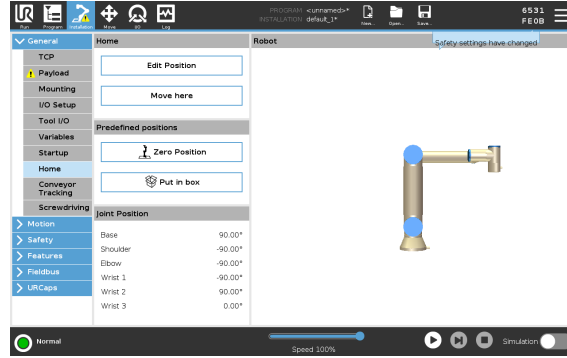 UR
PROGRAM <unnamed>*
INSTALLATION default_1*
6531
FE0B
Run
Program
Installation
Move
I/O
Log
New...
Open...
Save...
General
TCP
Payload
Mounting
I/O Setup
Tool I/O
Variables
Startup
Home
Conveyor
Tracking
Screwdriving
Motion
Safety
Features
Fieldbus
URCaps
Home
Edit Position
Move here
Predefined positions
Zero Position
Put in box
Joint Position
Base 90.00°
Shoulder -90.00°
Elbow -90.00°
Wrist 1 -90.00°
Wrist 2 90.00°
Wrist 3 0.00°
Robot
Safety settings have changed
Normal
Speed 100%
Simulation